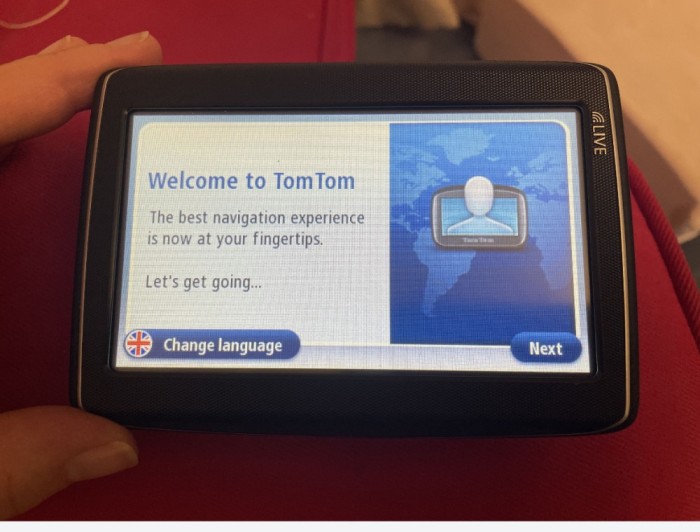 LIVE
Welcome to TomTom
The best navigation experience
is now at your fingertips.
Let's get going...
TomTom
Change language
Next